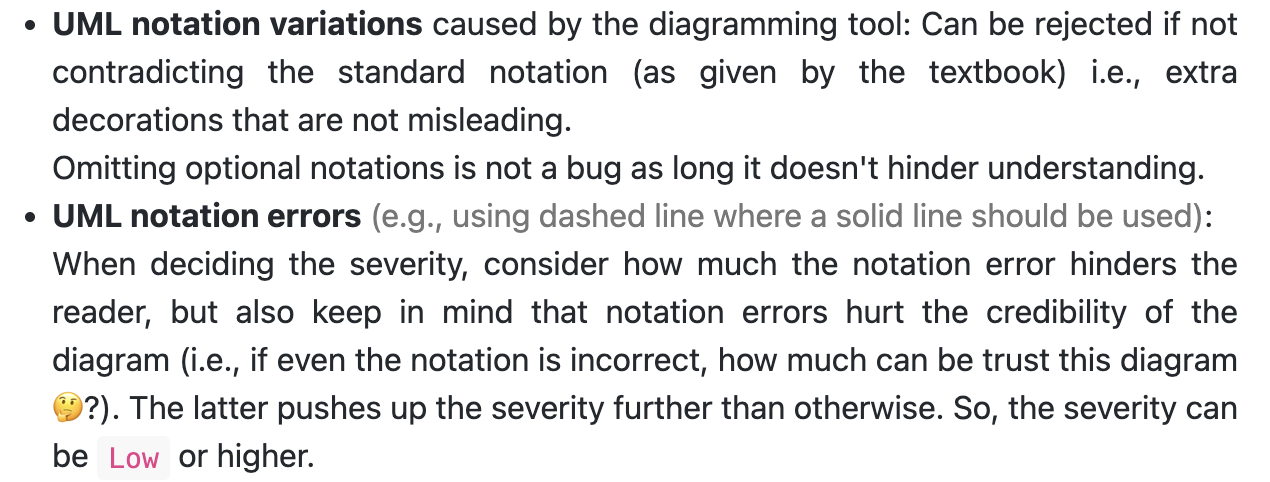 • UML notation variations caused by the diagramming tool: Can be rejected if not
contradicting the standard notation (as given by the textbook) i.e., extra
decorations that are not misleading.
Omitting optional notations is not a bug as long it doesn't hinder understanding.
• UML notation errors (e.g., using dashed line where a solid line should be used):
When deciding the severity, consider how much the notation error hinders the
reader, but also keep in mind that notation errors hurt the credibility of the
diagram (i.e., if even the notation is incorrect, how much can be trust this diagram
🤔?). The latter pushes up the severity further than otherwise. So, the severity can
be Low or higher.